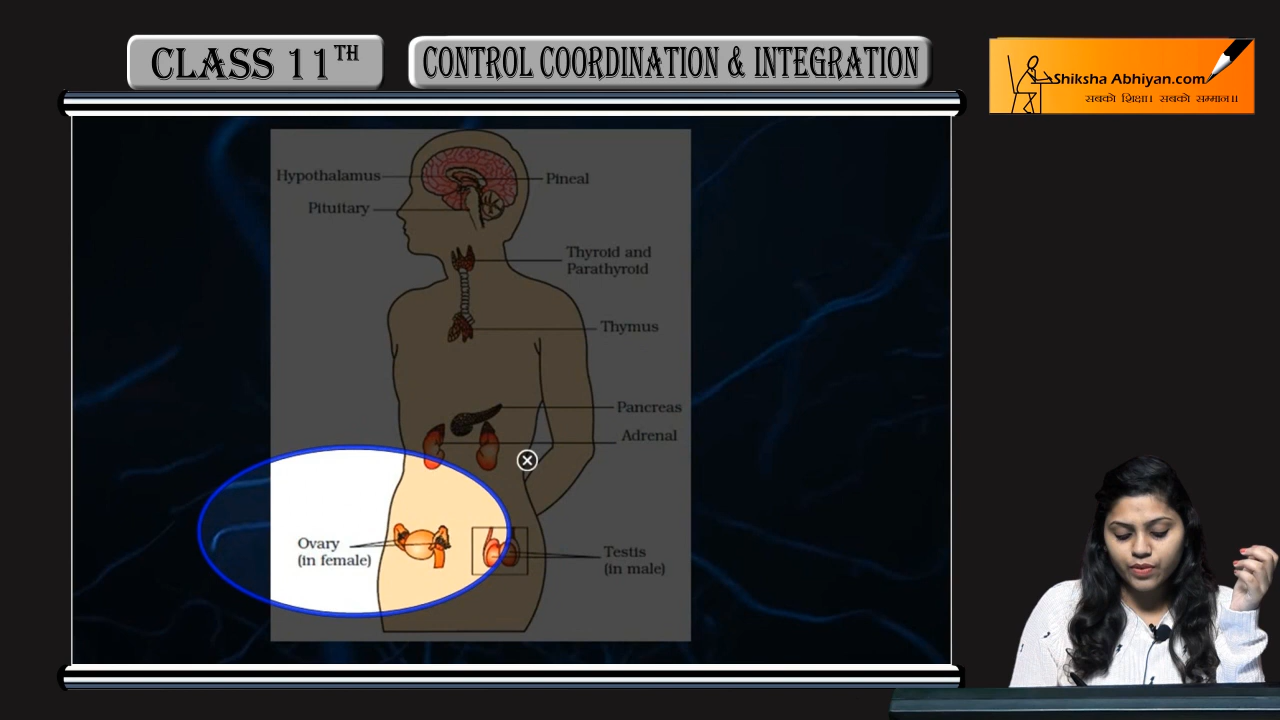 CLASS 11TH
CONTROL COORDINATION & INTEGRATION
Shiksha Abhiyan.com
सबको शिक्षा। सबको सम्मान॥
Hypothalamus
Pineal
Pituitary
Thyroid and
Parathyroid
Thymus
Pancreas
Adrenal
Ovary
(in female)
Testis
(in male)